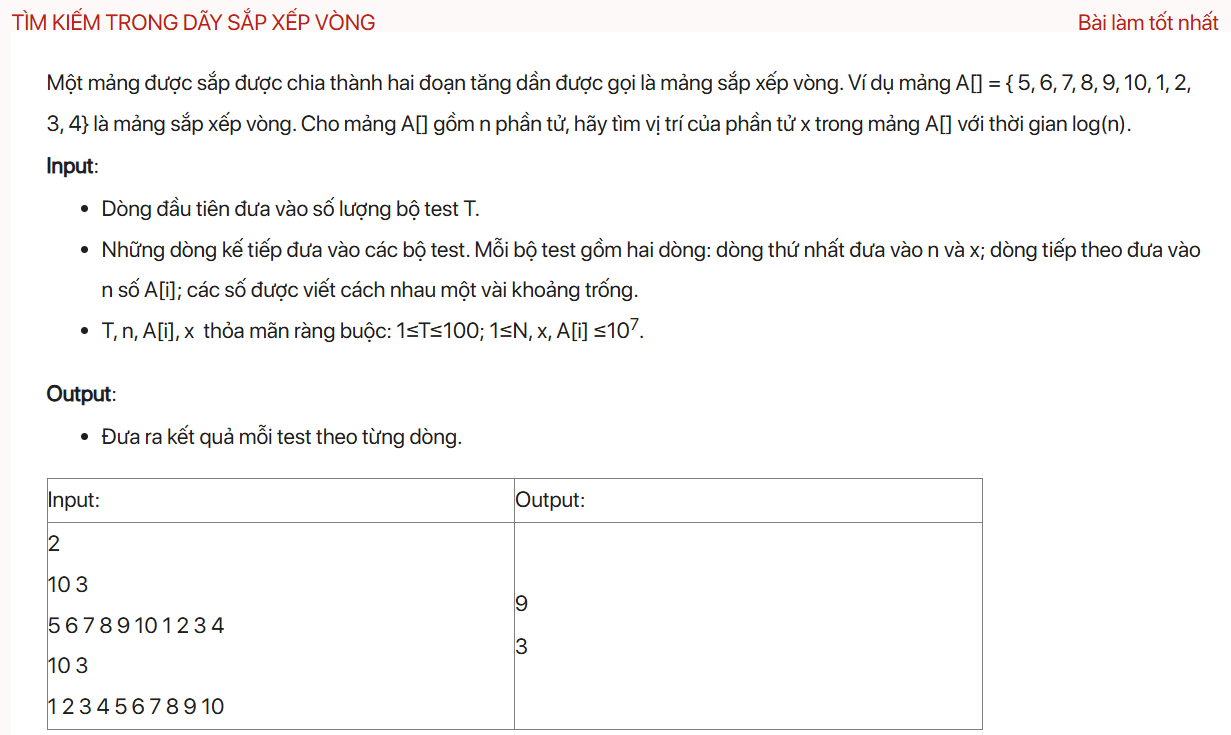 TÌM KIẾM TRONG DÃY SẮP XẾP VÒNG
Bài làm tốt nhất
Một mảng được sắp được chia thành hai đoạn tăng dần được gọi là mảng sắp xếp vòng. Ví dụ mảng A[] = { 5, 6, 7, 8, 9, 10, 1, 2,
3, 4} là mảng sắp xếp vòng. Cho mảng A[] gồm n phần tử, hãy tìm vị trí của phần tử x trong mảng A[] với thời gian log(n).
Input:
• Dòng đầu tiên đưa vào số lượng bộ test T.
• Những dòng kế tiếp đưa vào các bộ test. Mỗi bộ test gồm hai dòng: dòng thứ nhất đưa vào n và x; dòng tiếp theo đưa vào
n số A[i]; các số được viết cách nhau một vài khoảng trống.
• T, n, A[i], x thỏa mãn ràng buộc: 1≤T≤100; 1≤N, x, A[i] ≤10⁷.
Output:
• Đưa ra kết quả mỗi test theo từng dòng.
Input:
Output:
2
10 3
5 6 7 8 9 10 1 2 3 4
10 3
1 2 3 4 5 6 7 8 9 10
9
3